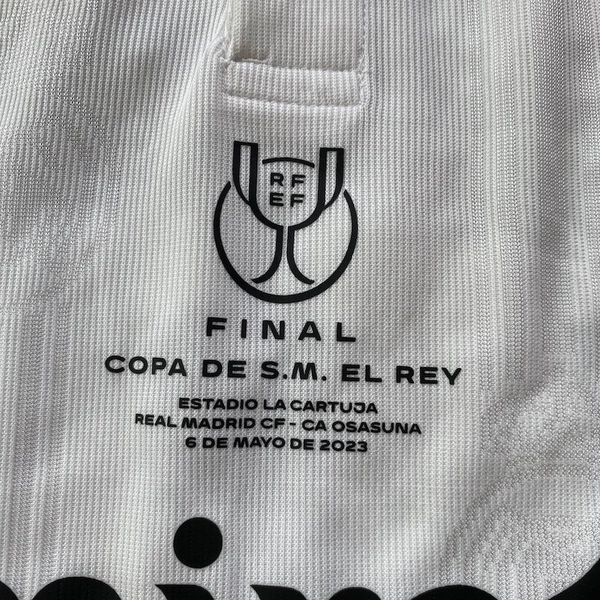 RF
EF
FINAL
COPA DE S.M. EL REY
ESTADIO LA CARTUJA
REAL MADRID CF - CA OSASUNA
6 DE MAYO DE 2023